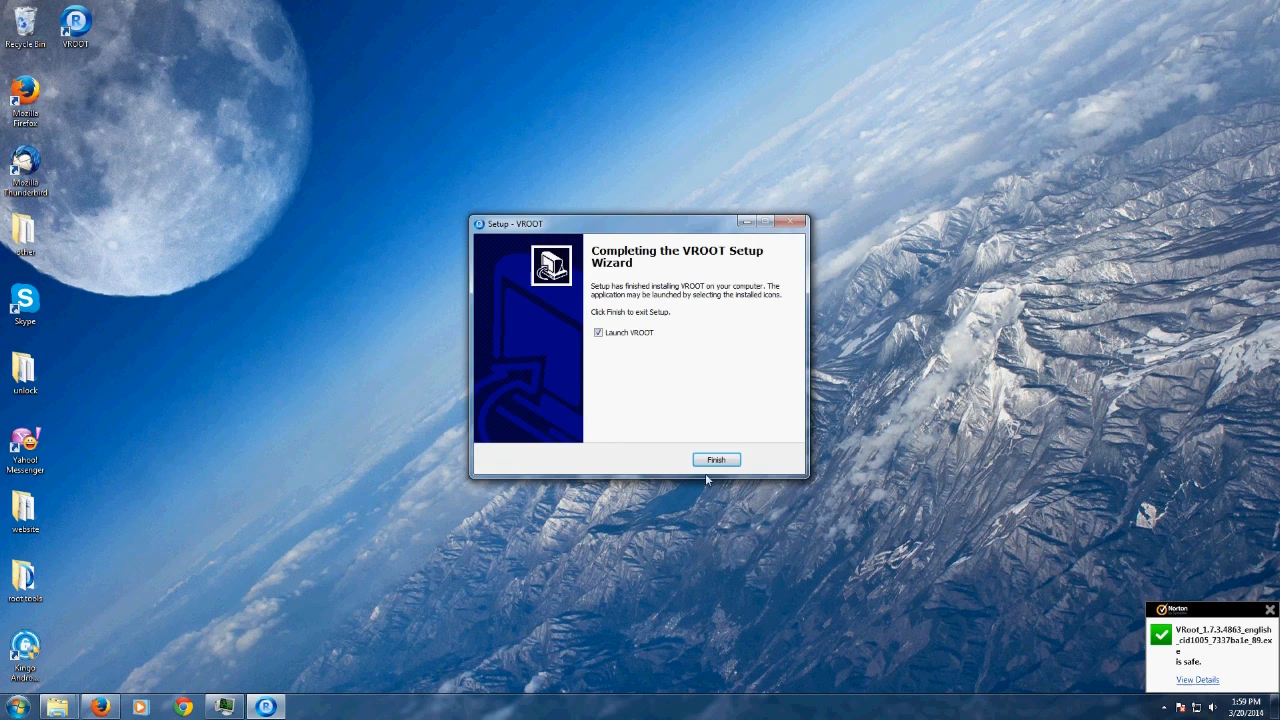 Recycle Bin
VROOT
Mozilla
Firefox
Mozilla
Thunderbird
other
Skype
unlock
Yahoo!
Messenger
website
root tools
Kingo
Andro...
Setup - VROOT
Completing the VROOT Setup
Wizard
Setup has finished installing VROOT on your computer. The
application may be launched by selecting the installed icons.
Click Finish to exit Setup.
Launch VROOT
Finish
Norton
VRoot_1.7.3.4863_english
_cid1005_7337ba1e_89.ex
e
is safe.
View Details
1:59 PM
3/20/2014